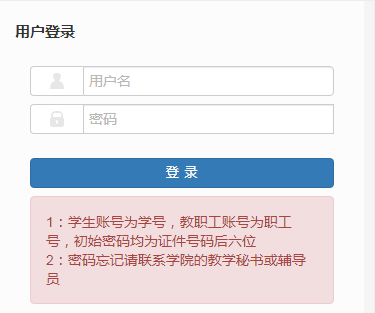 用户登录
用户名
密码
登 录
1：学生账号为学号，教职工账号为职工
号，初始密码均为证件号码后六位
2：密码忘记请联系学院的教学秘书或辅导
员